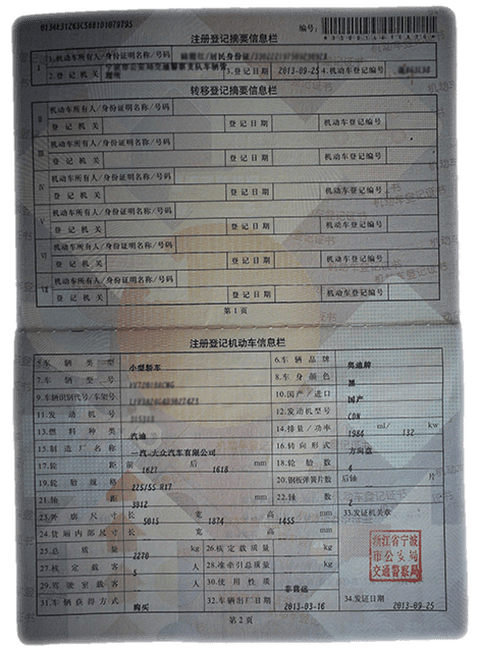 编号：
注册登记摘要信息栏
I 1.机动车所有人/身份证明名称/号码 /居民身份证/
2.登记机关 3.登记日期 2013-09-25 4.机动车登记编号
转移登记摘要信息栏
II 机动车所有人/身份证明名称/号码
登记机关 登记日期 机动车登记编号
III 机动车所有人/身份证明名称/号码
登记机关 登记日期 机动车登记编号
IV 机动车所有人/身份证明名称/号码
登记机关 登记日期 机动车登记编号
V 机动车所有人/身份证明名称/号码
登记机关 登记日期 机动车登记编号
VI 机动车所有人/身份证明名称/号码
登记机关 登记日期 机动车登记编号
VII 机动车所有人/身份证明名称/号码
登记机关 登记日期 机动车登记编号
第1页
注册登记机动车信息栏
5.车辆类型 小型轿车 6.车辆品牌 奥迪牌
7.车辆型号 8.车身颜色 黑
9.车辆识别代号/车架号 10.国产/进口 国产
11.发动机号 12.发动机型号 CDN
13.燃料种类 汽油 14.排量/功率 1984 ml/ 132 kw
15.制造厂名称 一汽-大众汽车有限公司 16.转向形式 方向盘
17.轮距 前 1627 后 1618 mm 18.轮胎数 4
19.轮胎规格 225/55 R17 20.钢板弹簧片数 后轴 片
21.轴距 3012 mm 22.轴数 2
23.外廓尺寸 长 5015 宽 1874 高 1455 mm 33.发证机关章
24.货厢内部尺寸 长 宽 高 mm
25.总质量 2270 kg 26.核定载质量 kg
27.核定载客 5 人 28.准牵引总质量 kg
29.驾驶室载客 人 30.使用性质 非营运
31.车辆获得方式 购买 32.车辆出厂日期 2013-03-16 34.发证日期 2013-09-25
浙江省宁波
市公安局
交通警察局
第2页